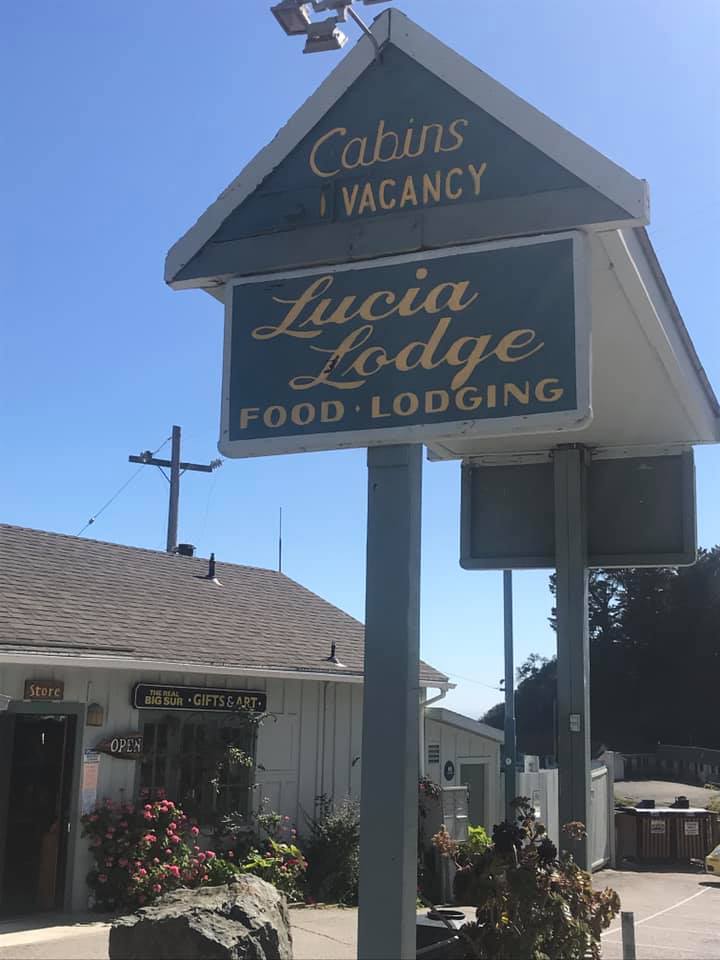 Cabins
VACANCY
Lucia
Lodge
FOOD · LODGING
Store
THE REAL
BIG SUR · GIFTS & ART ·
OPEN